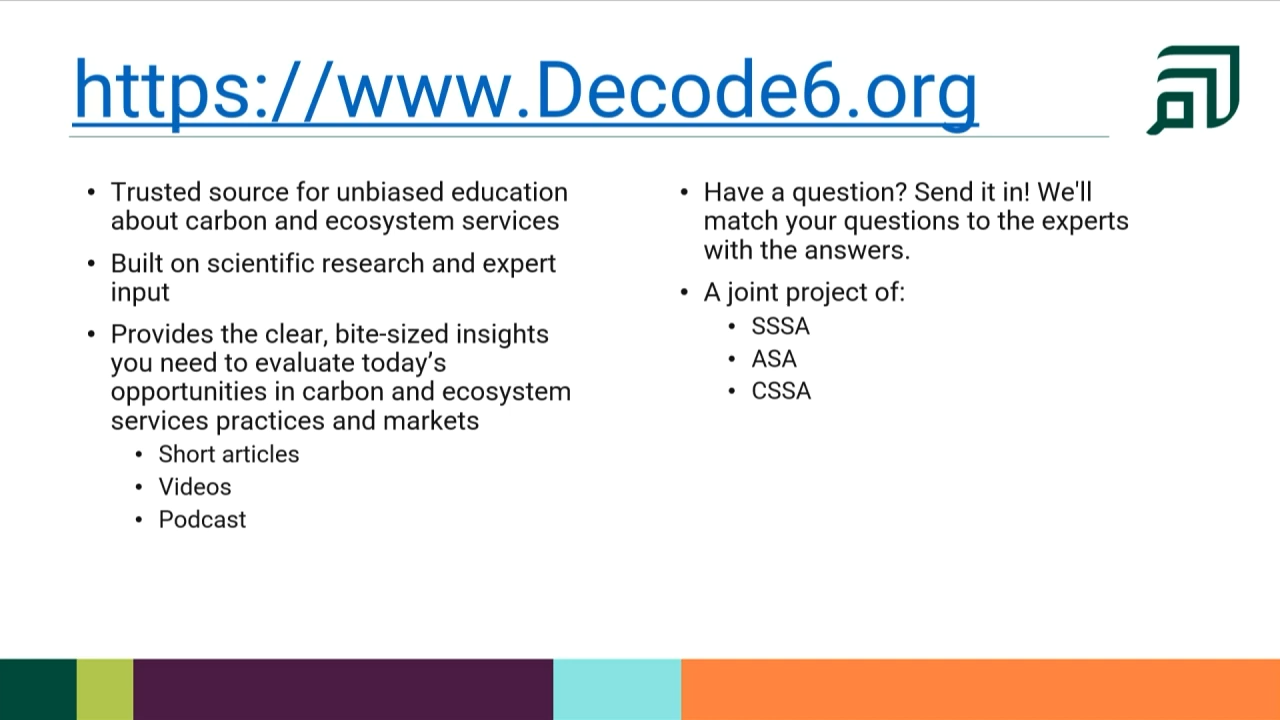 https://www.Decode6.org
• Trusted source for unbiased education
about carbon and ecosystem services
• Built on scientific research and expert
input
• Provides the clear, bite-sized insights
you need to evaluate today’s
opportunities in carbon and ecosystem
services practices and markets
• Short articles
• Videos
• Podcast
• Have a question? Send it in! We'll
match your questions to the experts
with the answers.
• A joint project of:
• SSSA
• ASA
• CSSA